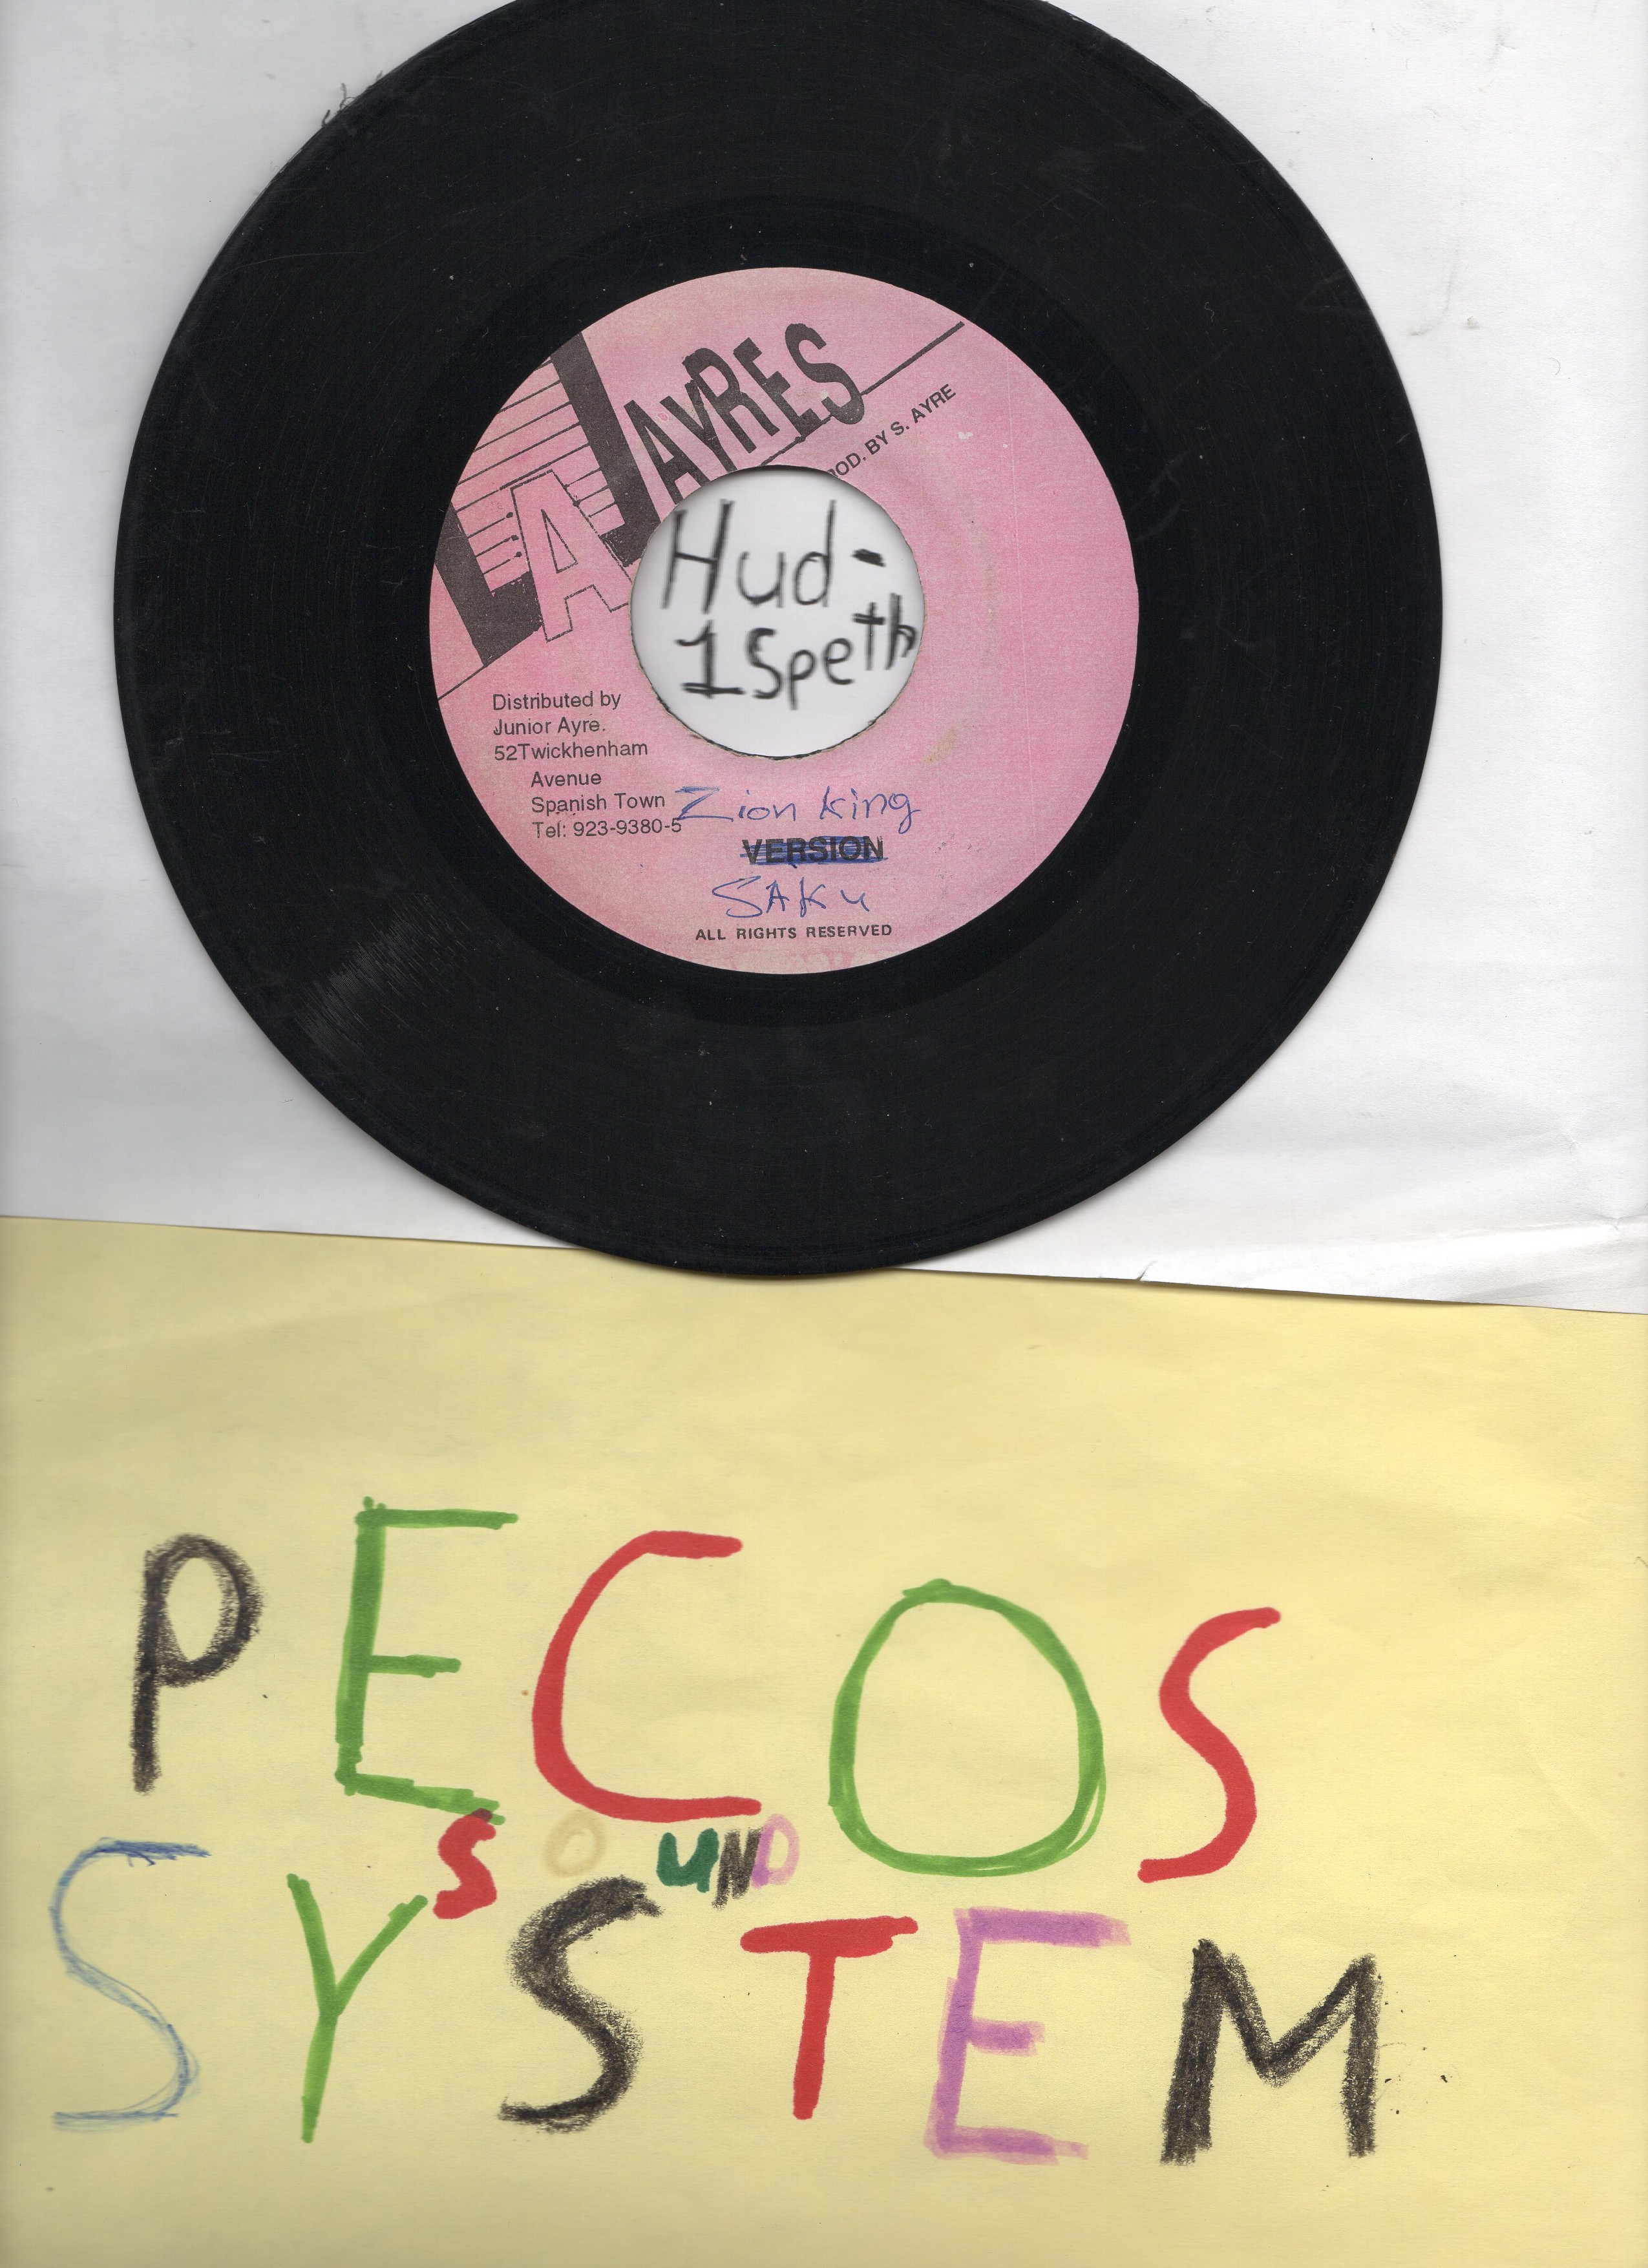 AYRES
PROD. BY S. AYRE
A
Hud-
1Speth
Distributed by
Junior Ayre.
52Twickhenham
Avenue
Spanish Town
Tel: 923-9380-5
Zion King
VERSION
SAKU
ALL RIGHTS RESERVED
PECOS
SOUND
SYSTEM